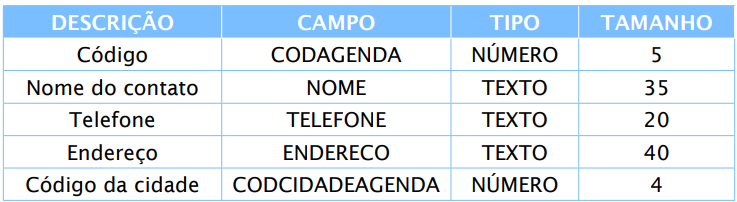 DESCRIÇÃO CAMPO TIPO TAMANHO
Código CODAGENDA NÚMERO 5
Nome do contato NOME TEXTO 35
Telefone TELEFONE TEXTO 20
Endereço ENDERECO TEXTO 40
Código da cidade CODCIDADEAGENDA NÚMERO 4